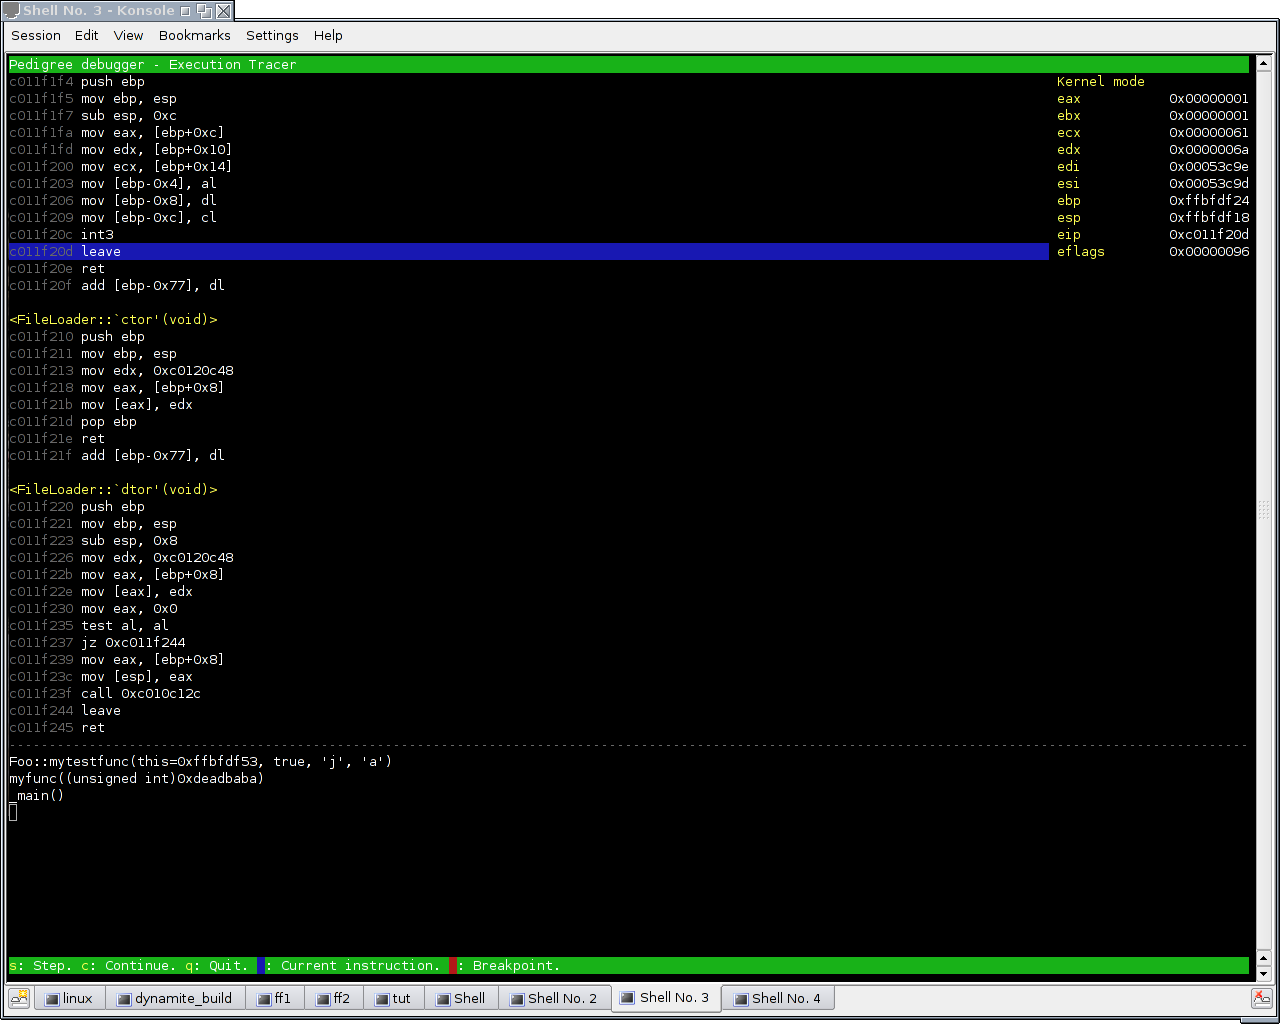 Shell No. 3 - Konsole
Session Edit View Bookmarks Settings Help
Pedigree debugger - Execution Tracer
c011f1f4 push ebp Kernel mode
c011f1f5 mov ebp, esp eax 0x00000001
c011f1f7 sub esp, 0xc ebx 0x00000001
c011f1fa mov eax, [ebp+0xc] ecx 0x00000061
c011f1fd mov edx, [ebp+0x10] edx 0x0000006a
c011f200 mov ecx, [ebp+0x14] edi 0x00053c9e
c011f203 mov [ebp-0x4], al esi 0x00053c9d
c011f206 mov [ebp-0x8], dl ebp 0xffbfdf24
c011f209 mov [ebp-0xc], cl esp 0xffbfdf18
c011f20c int3 eip 0xc011f20d
c011f20d leave eflags 0x00000096
c011f20e ret
c011f20f add [ebp-0x77], dl
<FileLoader::`ctor'(void)>
c011f210 push ebp
c011f211 mov ebp, esp
c011f213 mov edx, 0xc0120c48
c011f218 mov eax, [ebp+0x8]
c011f21b mov [eax], edx
c011f21d pop ebp
c011f21e ret
c011f21f add [ebp-0x77], dl
<FileLoader::`dtor'(void)>
c011f220 push ebp
c011f221 mov ebp, esp
c011f223 sub esp, 0x8
c011f226 mov edx, 0xc0120c48
c011f22b mov eax, [ebp+0x8]
c011f22e mov [eax], edx
c011f230 mov eax, 0x0
c011f235 test al, al
c011f237 jz 0xc011f244
c011f239 mov eax, [ebp+0x8]
c011f23c mov [esp], eax
c011f23f call 0xc010c12c
c011f244 leave
c011f245 ret
Foo::mytestfunc(this=0xffbfdf53, true, 'j', 'a')
myfunc((unsigned int)0xdeadbaba)
_main()
s: Step. c: Continue. q: Quit. : Current instruction. : Breakpoint.
linux dynamite_build ff1 ff2 tut Shell Shell No. 2 Shell No. 3 Shell No. 4